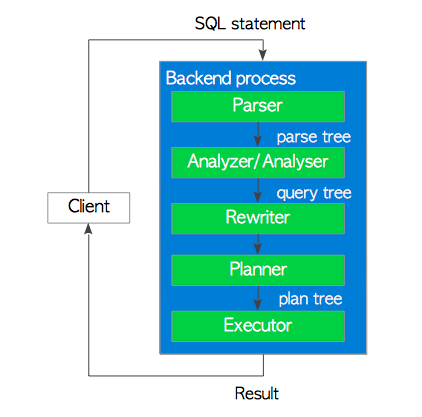 SQL statement
Backend process
Parser
parse tree
Analyzer/Analyser
query tree
Client
Rewriter
Planner
plan tree
Executor
Result